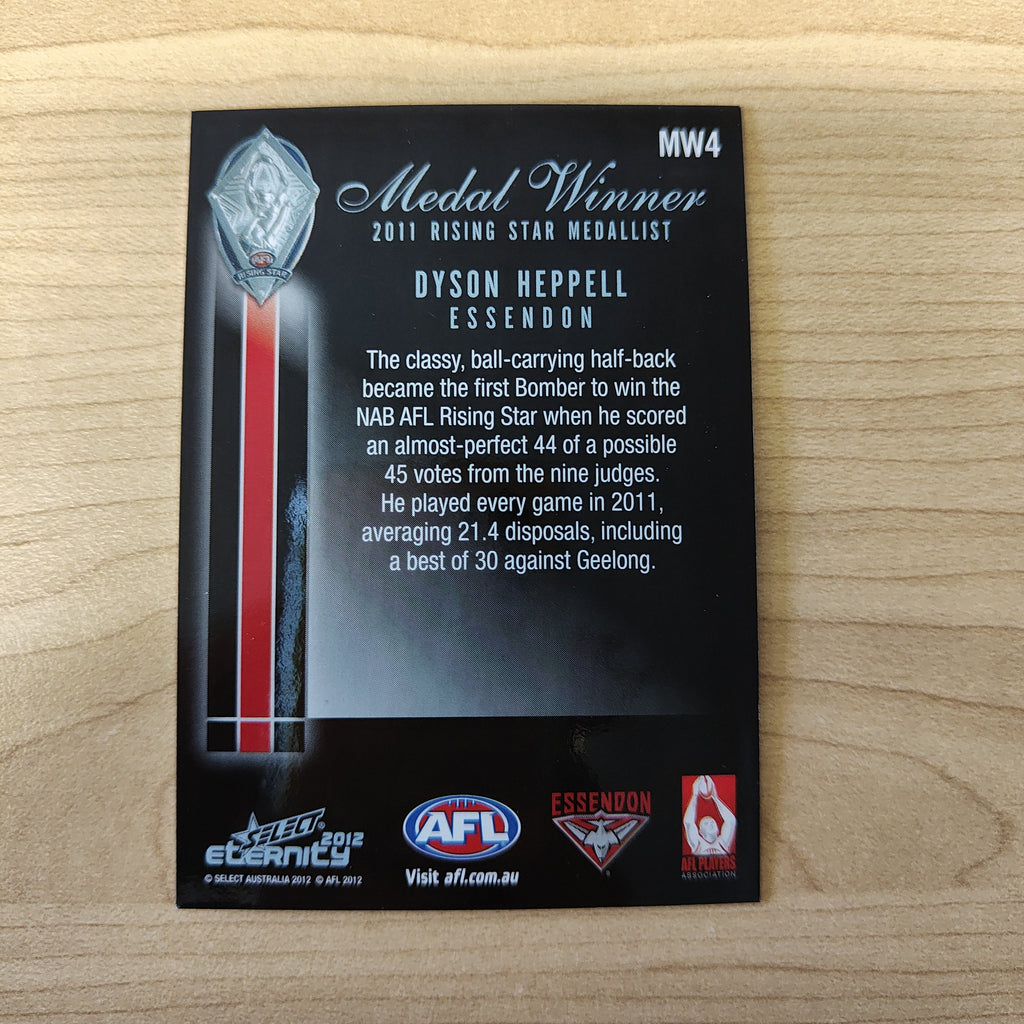 MW4
Medal Winner
2011 RISING STAR MEDALLIST
AFL
RISING STAR
DYSON HEPPELL
ESSENDON
The classy, ball-carrying half-back
became the first Bomber to win the
NAB AFL Rising Star when he scored
an almost-perfect 44 of a possible
45 votes from the nine judges.
He played every game in 2011,
averaging 21.4 disposals, including
a best of 30 against Geelong.
SELECT®
2012
ETERNITY
© SELECT AUSTRALIA 2012 © AFL 2012
AFL
Visit afl.com.au
ESSENDON
AFL PLAYERS
ASSOCIATION